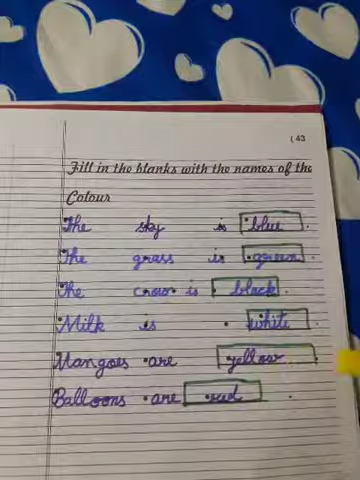 ( 43
Fill in the blanks with the names of the
Colour
The sky is blue .
The grass is green .
The crow is black .
Milk is white .
Mangoes are yellow .
Balloons are red .